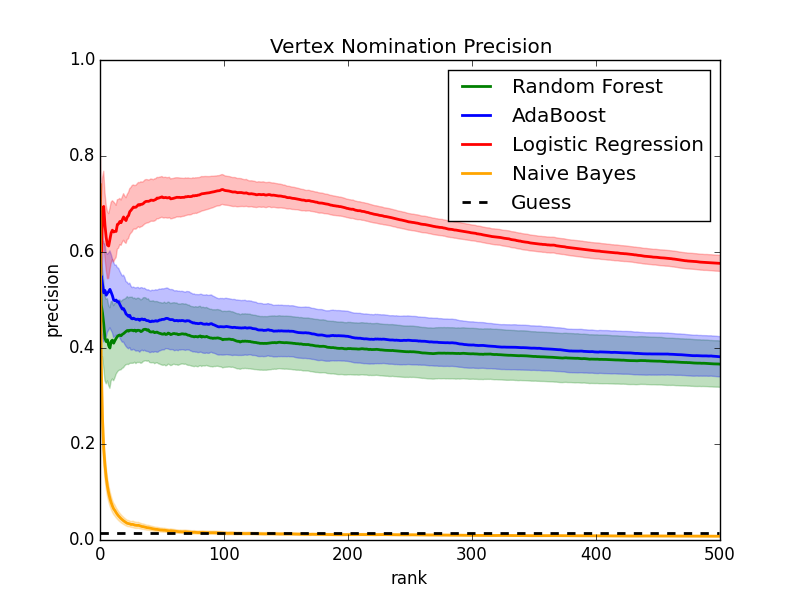 Vertex Nomination Precision
1.0
0.8
0.6
0.4
0.2
0.0
precision
Random Forest
AdaBoost
Logistic Regression
Naive Bayes
Guess
0 100 200 300 400 500
rank